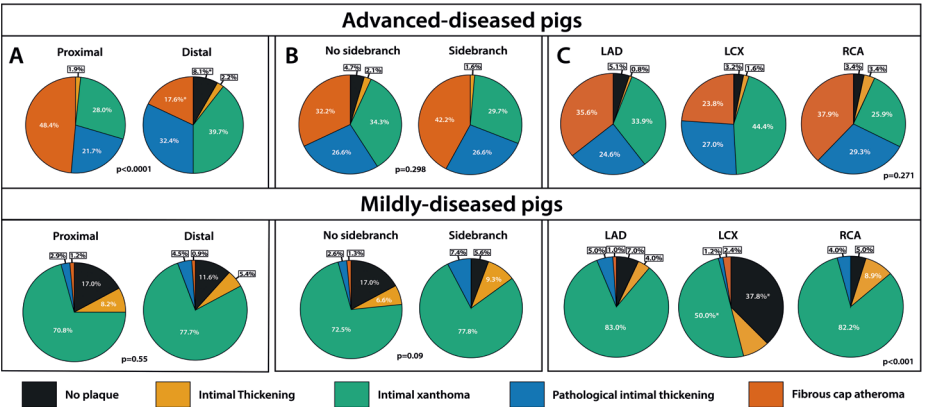 Advanced-diseased pigs
A
Proximal
Distal
1.9%
28.0%
21.7%
48.4%
8.1%*
2.2%
39.7%
32.4%
17.6%*
p<0.0001
B
No sidebranch
Sidebranch
4.7%
2.1%
34.3%
26.6%
32.2%
1.6%
29.7%
26.6%
42.2%
p=0.298
C
LAD
LCX
RCA
5.1%
0.8%
33.9%
24.6%
35.6%
3.2%
1.6%
44.4%
27.0%
23.8%
3.4%
3.4%
25.9%
29.3%
37.9%
p=0.271
Mildly-diseased pigs
Proximal
Distal
2.9%
1.2%
17.0%
8.2%
70.8%
4.5%
0.9%
11.6%
5.4%
77.7%
p=0.55
No sidebranch
Sidebranch
2.6%
1.3%
17.0%
6.6%
72.5%
7.4%
5.6%
9.3%
77.8%
p=0.09
LAD
LCX
RCA
5.0%
1.0%
7.0%
4.0%
83.0%
1.2%
2.4%
37.8%*
50.0%*
4.0%
5.0%
8.9%
82.2%
p<0.001
No plaque
Intimal Thickening
Intimal xanthoma
Pathological intimal thickening
Fibrous cap atheroma